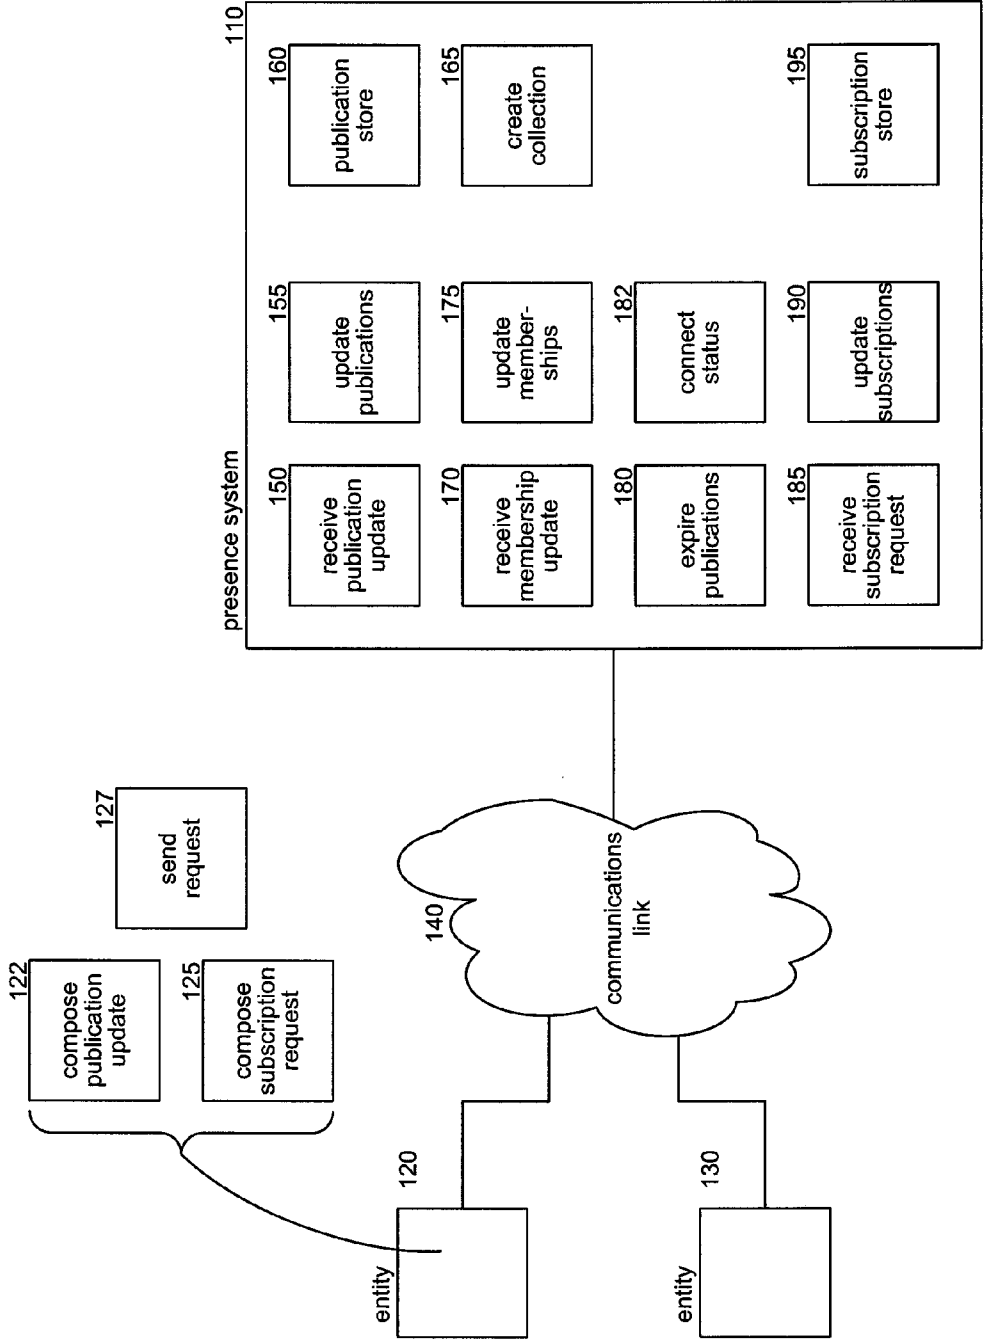 122
compose
publication
update
125
compose
subscription
request
127
send
request
entity
120
entity
130
140
communications
link
presence system
110
150
receive
publication
update
155
update
publications
160
publication
store
165
create
collection
170
receive
membership
update
175
update
member-
ships
180
expire
publications
182
connect
status
185
receive
subscription
request
190
update
subscriptions
195
subscription
store